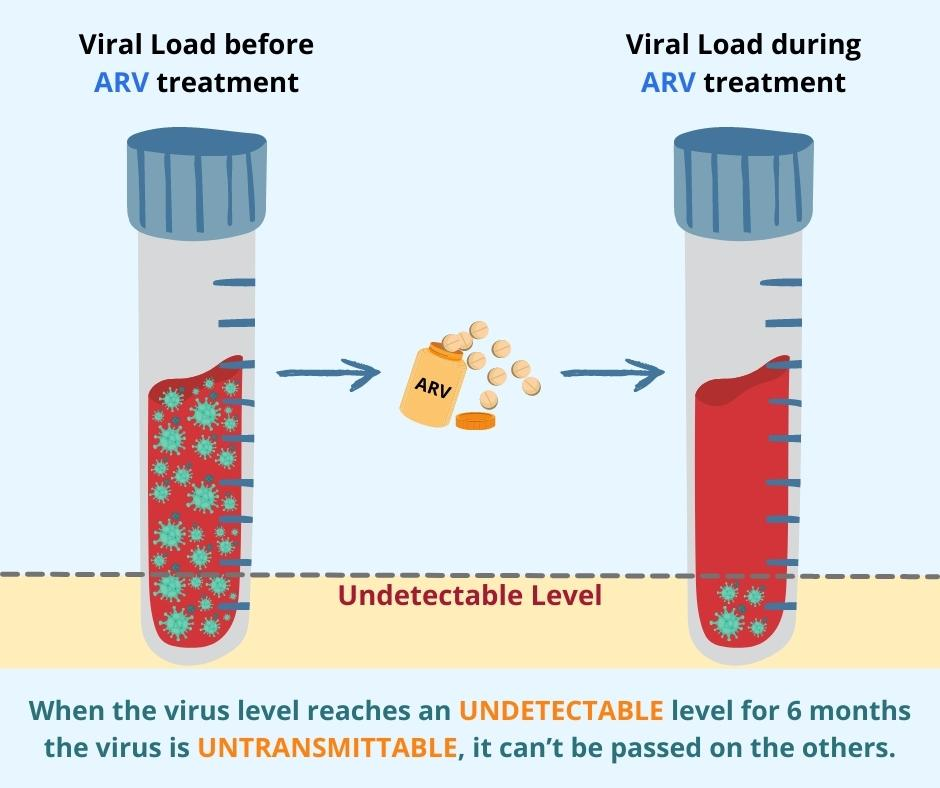 Viral Load before
ARV treatment
Viral Load during
ARV treatment
ARV
Undetectable Level
When the virus level reaches an UNDETECTABLE level for 6 months
the virus is UNTRANSMITTABLE, it can’t be passed on the others.